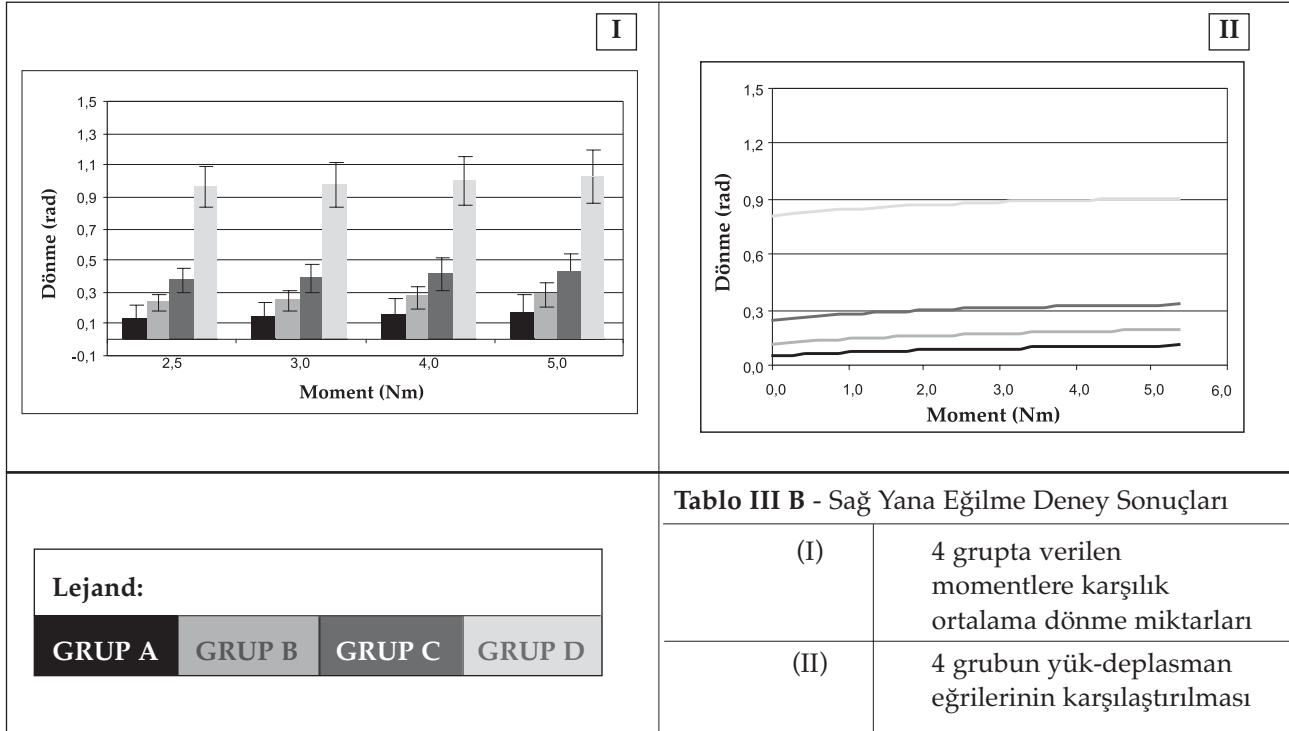 I
1,5
1,3
1,1
0,9
0,7
0,5
0,3
0,1
-0,1
Dönme (rad)
2,5 3,0 4,0 5,0
Moment (Nm)
II
1,5
1,2
0,9
0,6
0,3
0,0
Dönme (rad)
0,0 1,0 2,0 3,0 4,0 5,0 6,0
Moment (Nm)
Lejand:
GRUP A GRUP B GRUP C GRUP D
Tablo III B - Sağ Yana Eğilme Deney Sonuçları
(I) 4 grupta verilen
momentlere karşılık
ortalama dönme miktarları
(II) 4 grubun yük-deplasman
eğrilerinin karşılaştırılması